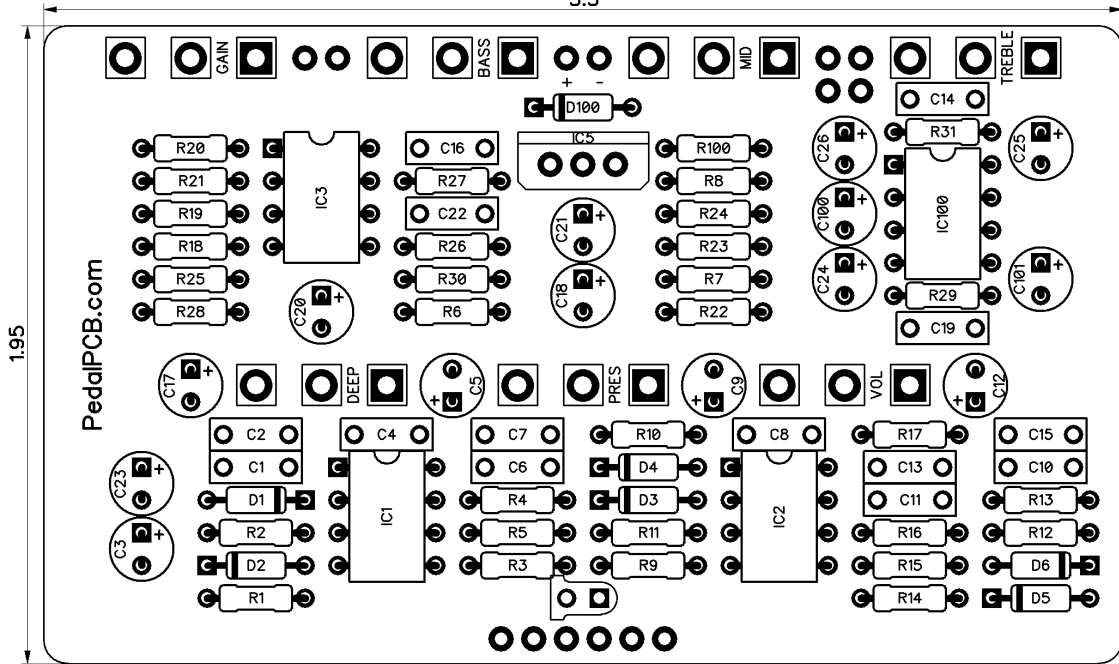 3.3
GAIN BASS MID TREBLE
+ -
D100
C14
IC5
C26 + R31 C25 +
R20 C16 R100
R21 IC3 R27 R8
R19 C22 C21 + R24 C100 + IC100
R18 R26 R23
R25 R30 C18 + R7 C24 + C101 +
R28 C20 + R6 R22 R29
C19
1.95
PedalPCB.com
C17 + DEEP C5 + PRES C9 + VOL C12 +
C2 C4 C7 R10 C8 R17 C15
C23 + C1 C6 D4 C13 C10
D1 IC1 R4 D3 IC2 C11 R13
C3 + R2 R5 R11 R16 R12
D2 R3 R9 R15 D6
R1 R14 D5